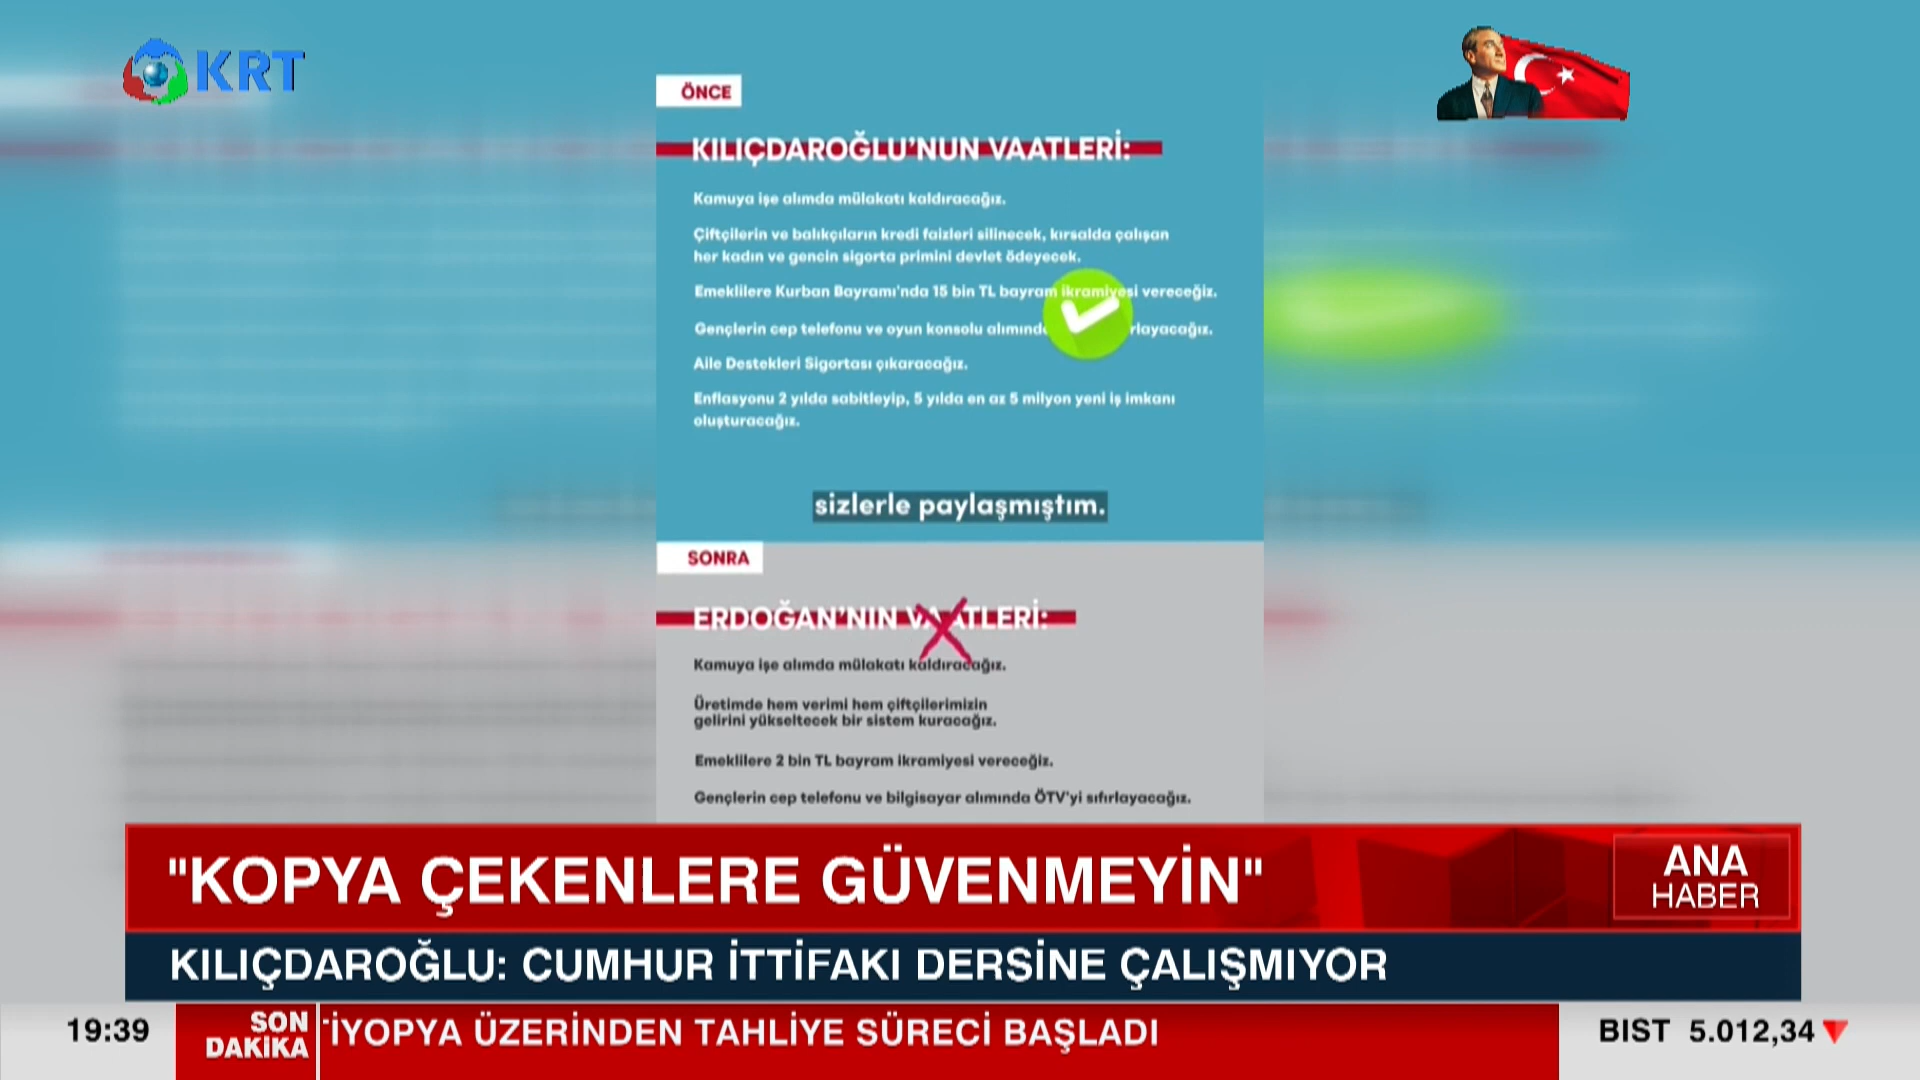 KRT
ÖNCE
KILIÇDAROĞLU'NUN VAATLERİ:
Kamuya işe alımda mülakatı kaldıracağız.
Çiftçilerin ve balıkçıların kredi faizleri silinecek, kırsalda çalışan
her kadın ve gencin sigorta primini devlet ödeyecek.
Emeklilere Kurban Bayramı'nda 15 bin TL bayram ikramiyesi vereceğiz.
Gençlerin cep telefonu ve oyun konsolu
Aile Destekleri Sigortası çıkaracağız.
Enflasyonu 2 yılda sabitleyip, 5 yılda en az 5 milyon yeni iş imkanı
oluşturacağız.
sizlerle paylaşmıştım.
SONRA
ERDOĞAN'NIN VAATLERİ:
Kamuya işe alımda mülakatı kaldıracağız.
Üretimde hem verimi hem çiftçilerimizin
gelirini yükseltecek bir sistem kuracağız.
Emeklilere 2 bin TL bayram ikramiyesi vereceğiz.
Gençlerin cep telefonu ve bilgisayar alımında ÖTV'yi sıfırlayacağız.
"KOPYA ÇEKENLERE GÜVENMEYİN"
ANA
HABER
KILIÇDAROĞLU: CUMHUR İTTİFAKI DERSİNE ÇALIŞMIYOR
19:39
SON
DAKİKA
İYOPYA ÜZERİNDEN TAHLİYE SÜRECİ BAŞLADI
BIST 5.012,34